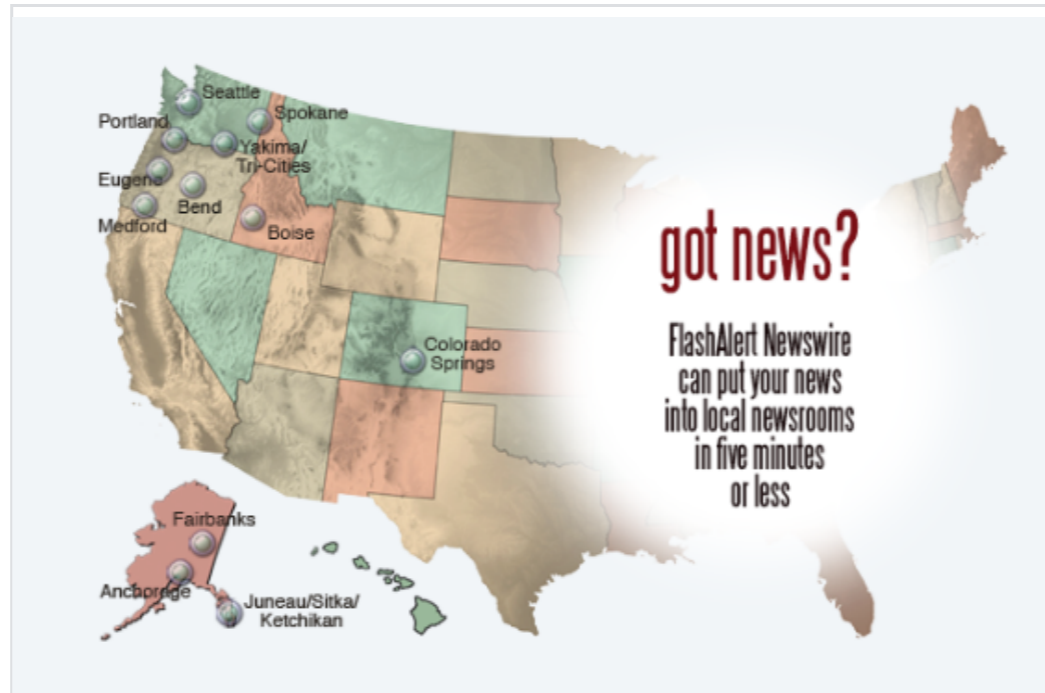 Seattle
Spokane
Portland
Yakima/
Tri-Cities
Eugene
Bend
Medford
Boise
got news?
FlashAlert Newswire
can put your news
into local newsrooms
in five minutes
or less
Colorado
Springs
Fairbanks
Anchorage
Juneau/Sitka/
Ketchikan